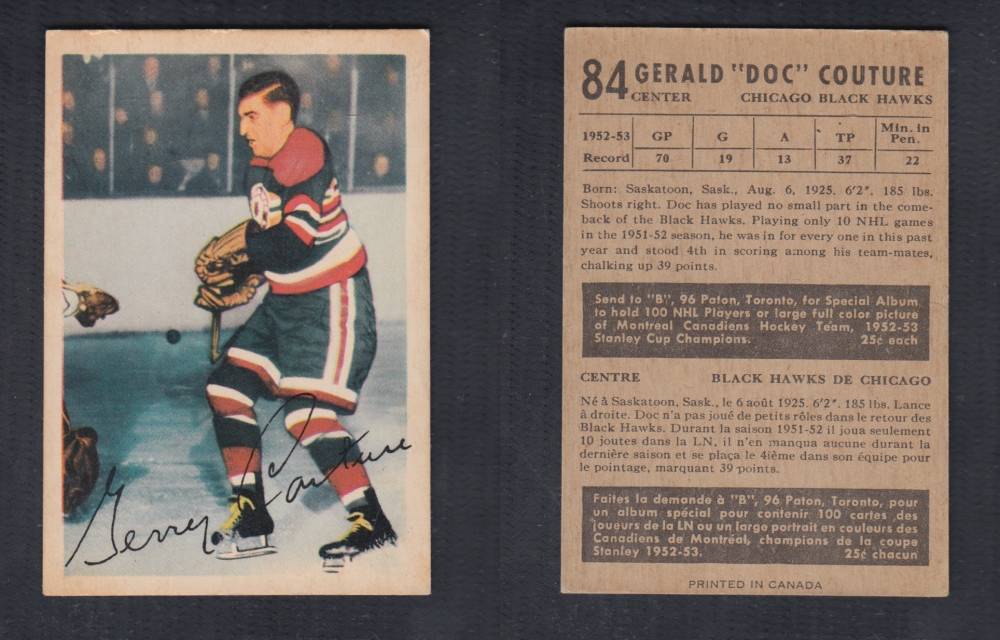 Gerry Couture
84 GERALD "DOC" COUTURE
CENTER CHICAGO BLACK HAWKS
1952-53 GP G A TP Min. in Pen.
Record 70 19 13 37 22
Born: Saskatoon, Sask., Aug. 6, 1925. 6'2". 185 lbs.
Shoots right. Doc has played no small part in the come-
back of the Black Hawks. Playing only 10 NHL games
in the 1951-52 season, he was in for every one in this past
year and stood 4th in scoring among his team-mates,
chalking up 39 points.
Send to "B", 96 Paton, Toronto, for Special Album
to hold 100 NHL Players or large full color picture
of Montreal Canadiens Hockey Team, 1952-53
Stanley Cup Champions. 25¢ each
CENTRE BLACK HAWKS DE CHICAGO
Né à Saskatoon, Sask., le 6 août 1925. 6'2". 185 lbs. Lance
à droite. Doc n'a pas joué de petits rôles dans le retour des
Black Hawks. Durant la saison 1951-52 il joua seulement
10 joutes dans la LN, il n'en manqua aucune durant la
dernière saison et se plaça le 4ième dans son équipe pour
le pointage, marquant 39 points.
Faites la demande à "B", 96 Paton, Toronto, pour
un album spécial pour contenir 100 cartes des
joueurs de la LN ou un large portrait en couleurs des
Canadiens de Montréal, champions de la coupe
Stanley 1952-53. 25¢ chacun
PRINTED IN CANADA